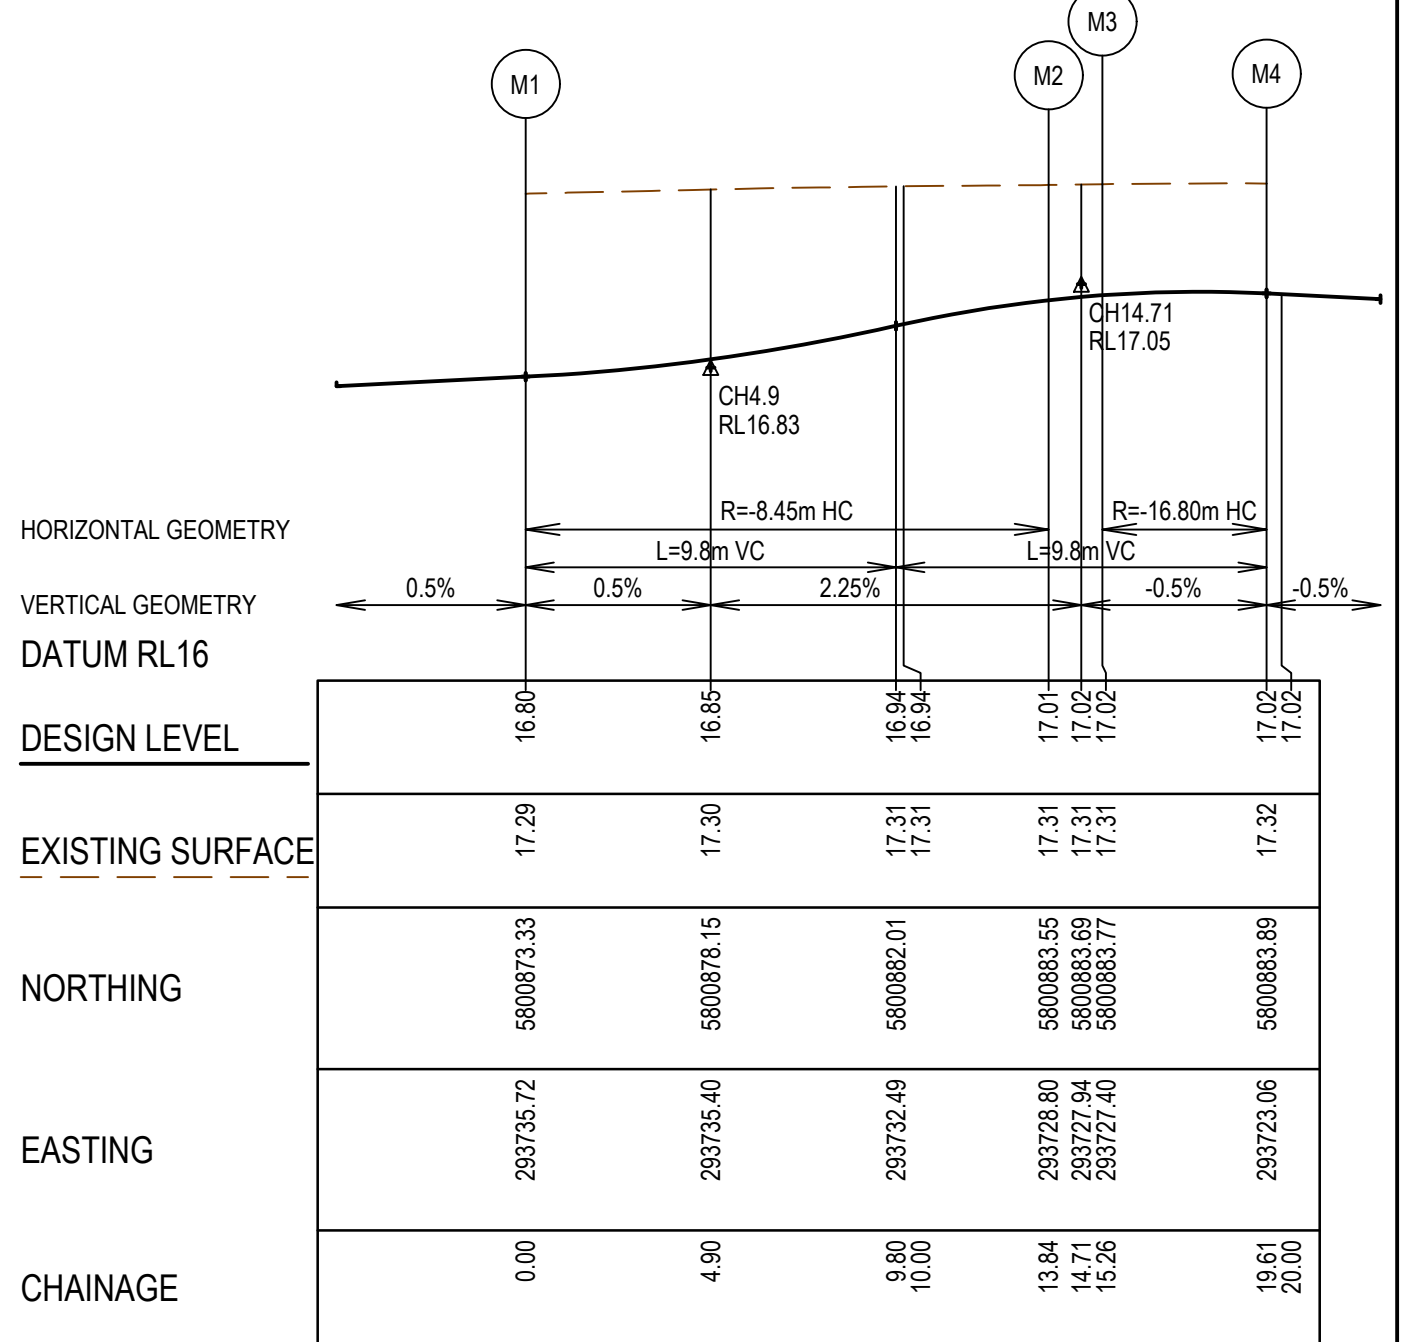 M3
M1
M2
M4
CH14.71
RL17.05
CH4.9
RL16.83
HORIZONTAL GEOMETRY
R=-8.45m HC
R=-16.80m HC
L=9.8m VC
L=9.8m VC
VERTICAL GEOMETRY
0.5%
0.5%
2.25%
-0.5%
-0.5%
DATUM RL16
DESIGN LEVEL
16.80
16.85
16.94
16.94
17.01
17.02
17.02
17.02
17.02
EXISTING SURFACE
17.29
17.30
17.31
17.31
17.31
17.31
17.31
17.32
NORTHING
5800873.33
5800878.15
5800882.01
5800883.55
5800883.69
5800883.77
5800883.89
EASTING
293735.72
293735.40
293732.49
293728.80
293727.94
293727.40
293723.06
CHAINAGE
0.00
4.90
9.80
10.00
13.84
14.71
15.26
19.61
20.00